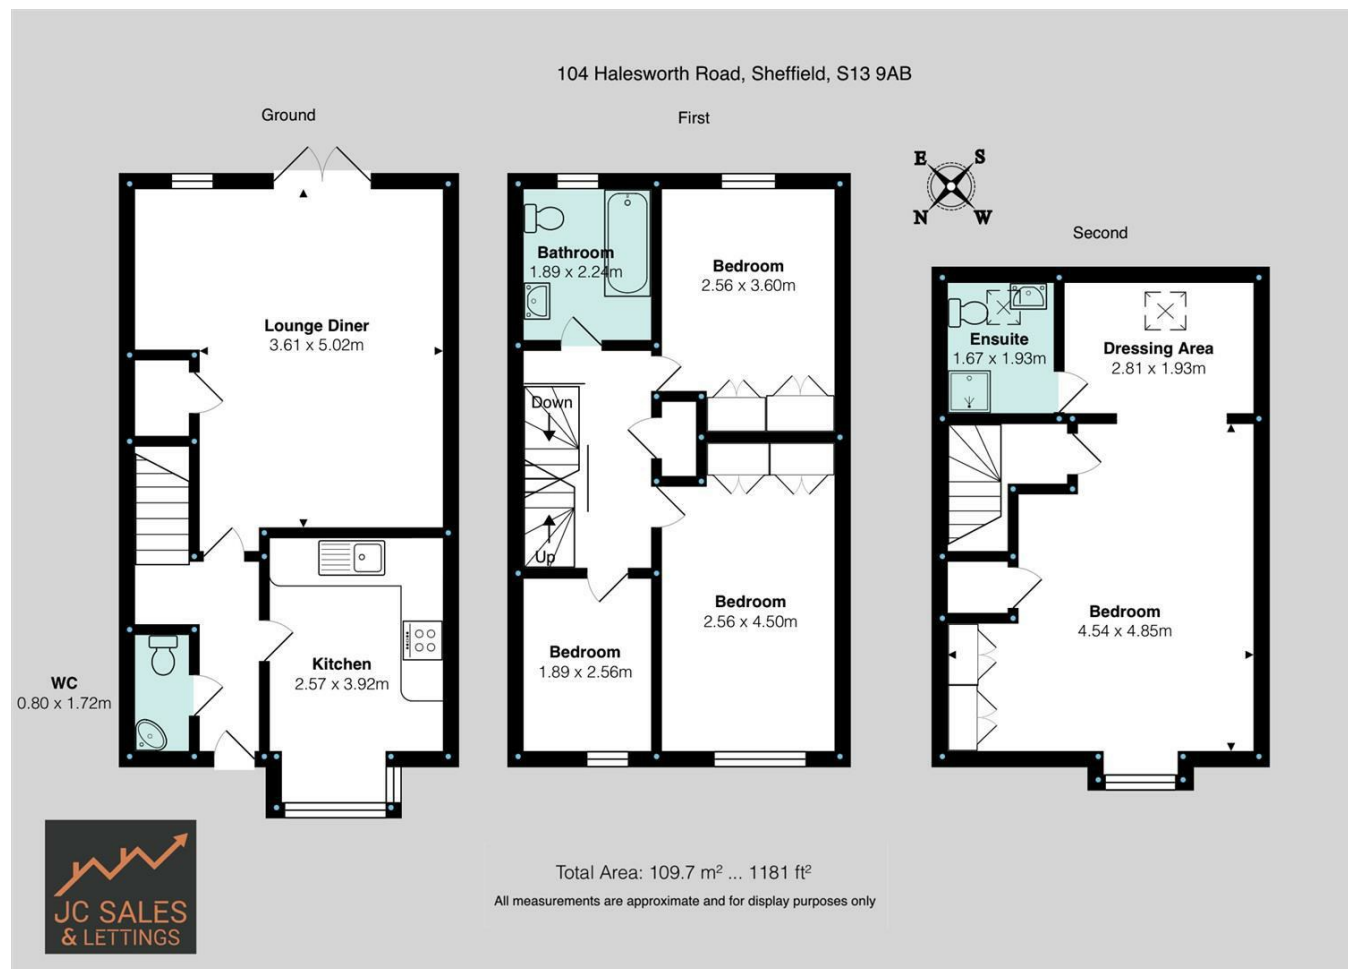 104 Halesworth Road, Sheffield, S13 9AB
Ground
First
E
S
N
W
Second
Lounge Diner
3.61 x 5.02m
Kitchen
2.57 x 3.92m
WC
0.80 x 1.72m
Bathroom
1.89 x 2.24m
Bedroom
2.56 x 3.60m
Down
Up
Bedroom
2.56 x 4.50m
Bedroom
1.89 x 2.56m
Ensuite
1.67 x 1.93m
Dressing Area
2.81 x 1.93m
Bedroom
4.54 x 4.85m
JC SALES
& LETTINGS
Total Area: 109.7 m² ... 1181 ft²
All measurements are approximate and for display purposes only